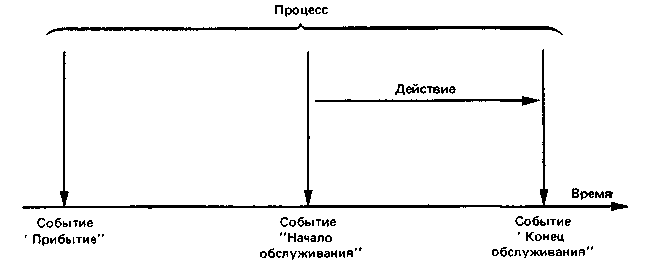 Процесс
Действие
Время
Событие
' Прибытие"
Событие
"Начало
обслуживания"
Событие
' Конец
обслуживания"